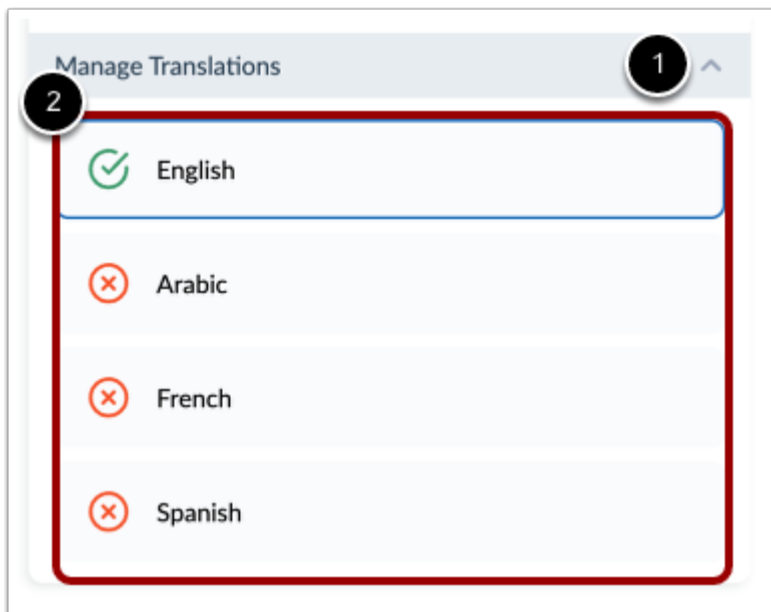 Manage Translations 1
2
English
Arabic
French
Spanish